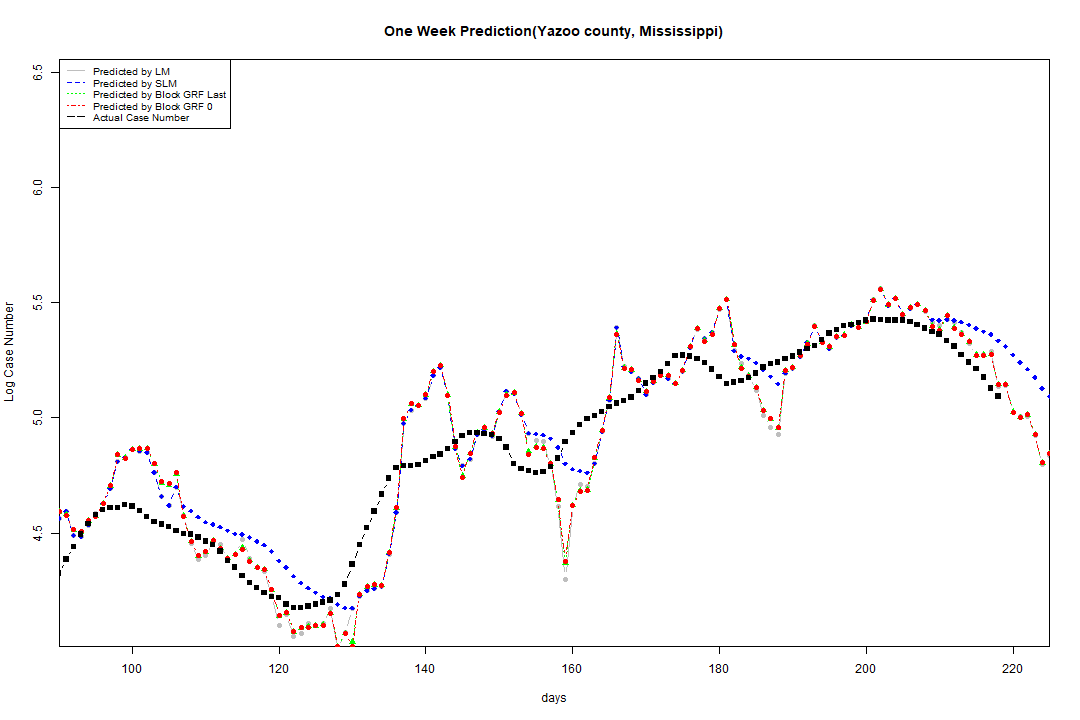 One Week Prediction(Yazoo county, Mississippi)
6.5
6.0
5.5
5.0
4.5
Log Case Number
Predicted by LM
Predicted by SLM
Predicted by Block GRF Last
Predicted by Block GRF 0
Actual Case Number
100 120 140 160 180 200 220
days